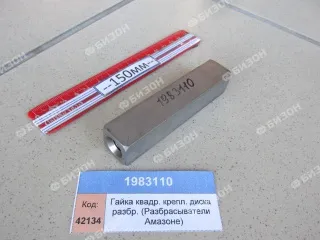 БИЗОН
--150мм--
1983110
1983110
Код:
42134
Гайка квадр. крепл. диска
разбр. (Разбрасыватели
Амазоне)